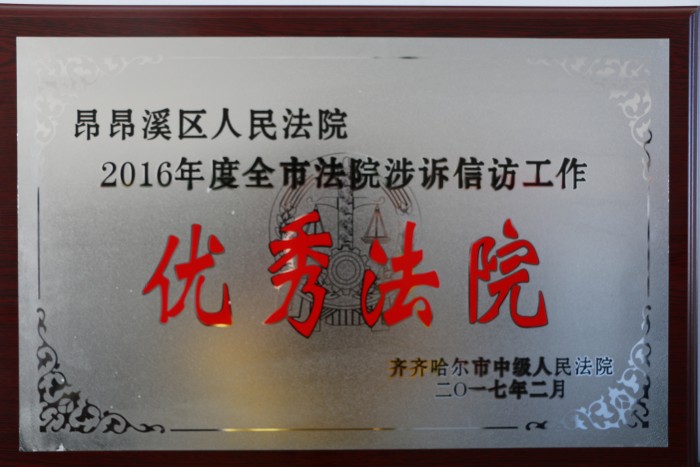 昂昂溪区人民法院
2016年度全市法院涉诉信访工作
优秀法院
齐齐哈尔市中级人民法院
二〇一七年二月